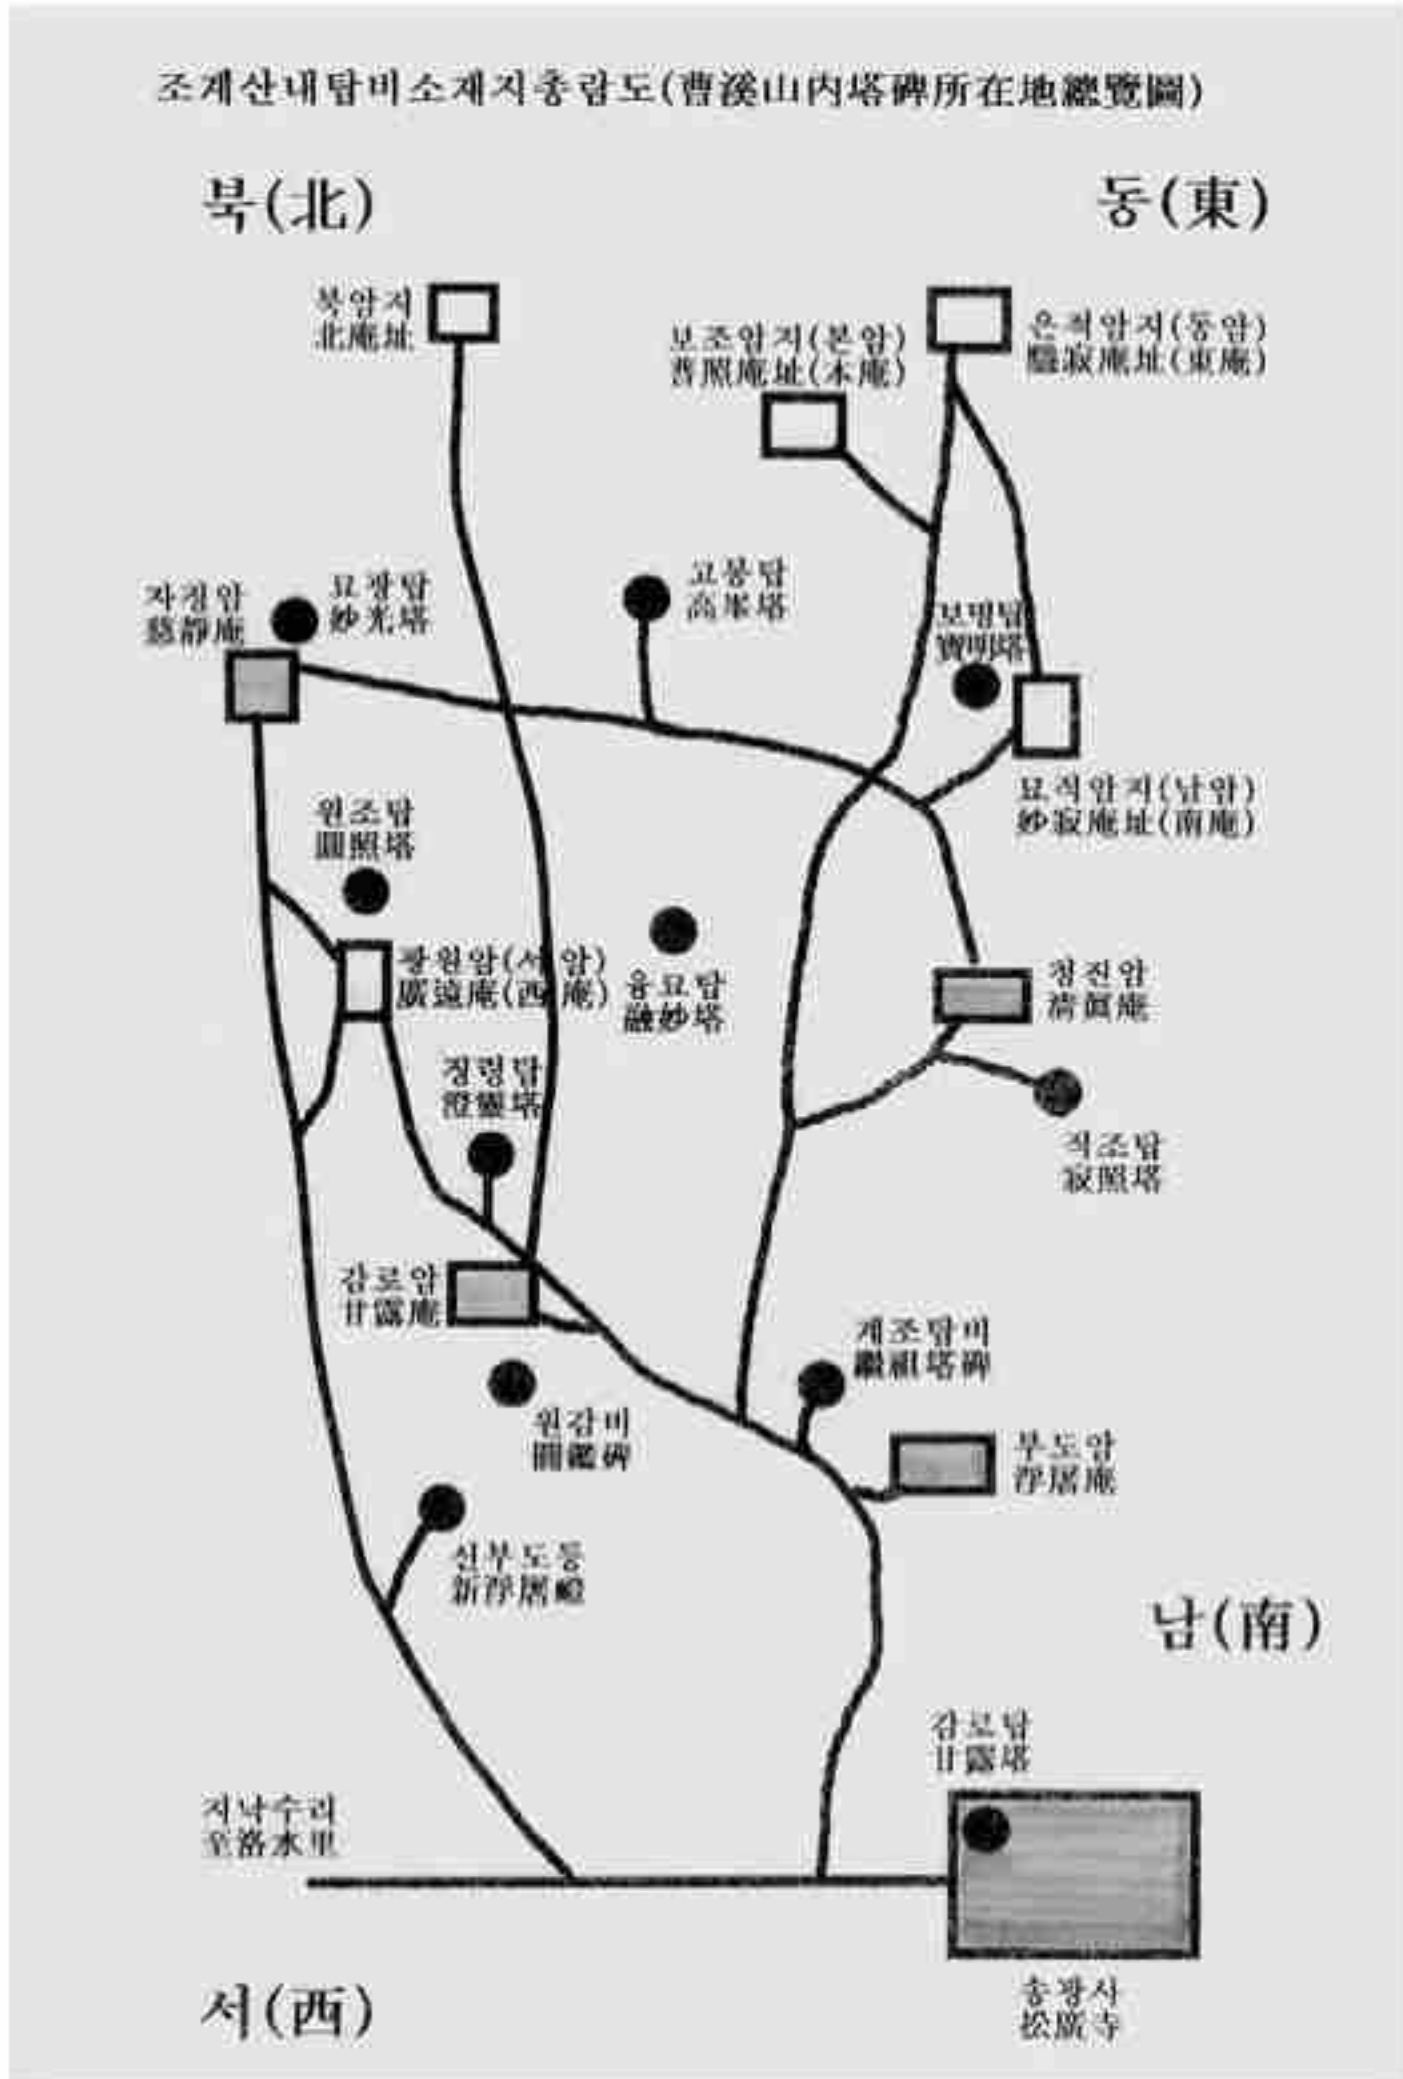 조계산내탑비소재지총람도(曹溪山内塔碑所在地總覽圖)
북(北)
동(東)
북암지
北庵址
보조암지(본암)
普照庵址(本庵)
은적암지(동암)
隱寂庵址(東庵)
자정암
慈靜庵
묘광탑
妙光塔
고봉탑
高峯塔
보명탑
寶明塔
묘적암지(남암)
妙寂庵址(南庵)
원조탑
圓照塔
광원암(서암)
廣遠庵(西庵)
융묘탑
融妙塔
청진암
淸眞庵
징령탑
澄靈塔
적조탑
寂照塔
감로암
甘露庵
계조탑비
繼祖塔碑
원감비
圓鑑碑
부도암
浮屠庵
신부도등
新浮屠嶝
남(南)
감로탑
甘露塔
지낙수리
至洛水里
송광사
松廣寺
서(西)